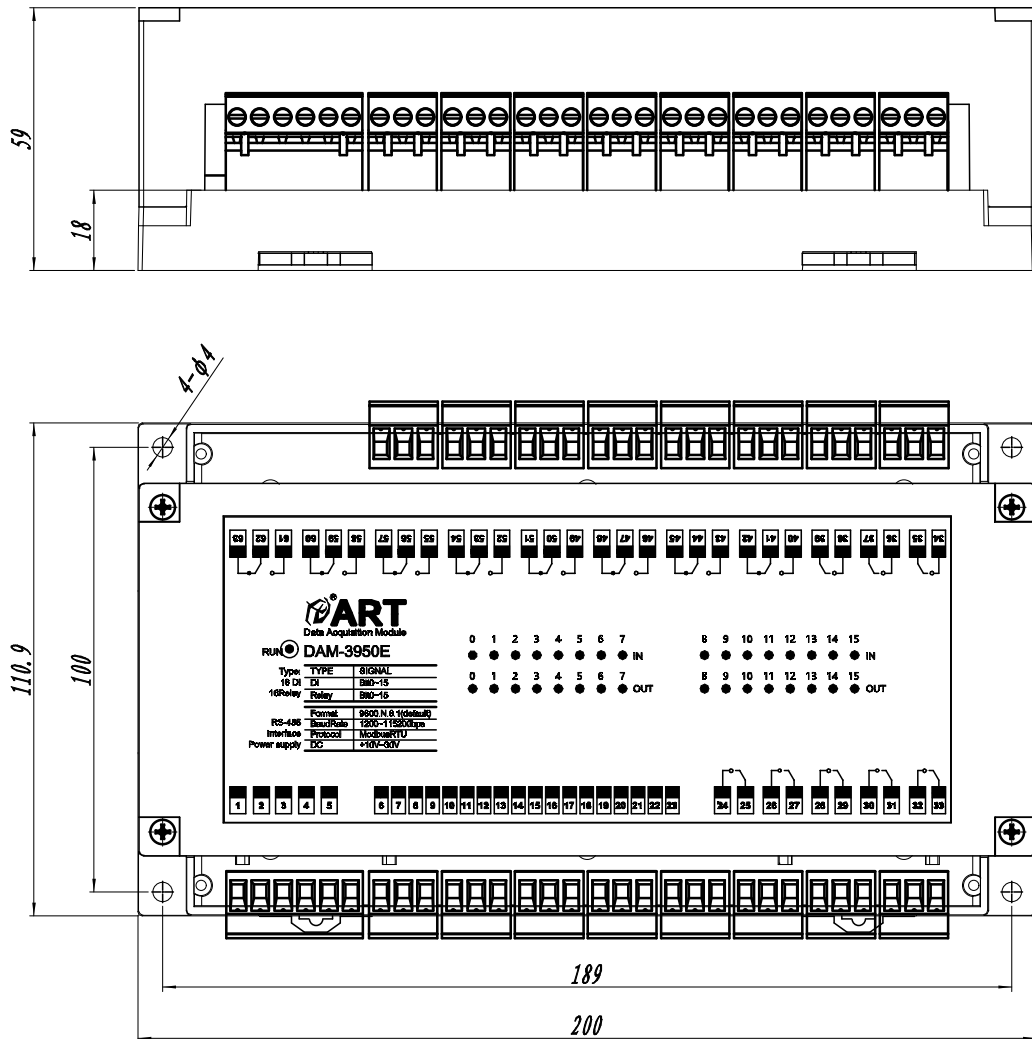 59
18
4-ϕ4
110.9
100
63 62 61 60 59 58 57 56 55 54 53 52 51 50 49 48 47 46 45 44 43 42 41 40 39 38 37 36 35 34
®ART
Data Acquisition Module
RUN DAM-3950E
0 1 2 3 4 5 6 7 IN
8 9 10 11 12 13 14 15 IN
0 1 2 3 4 5 6 7 OUT
8 9 10 11 12 13 14 15 OUT
Type: TYPE SIGNAL
16 DI DI Bit0~15
16Relay Relay Bit0~15
Format 9600.N.8.1(default)
RS-485 BaudRate 1200~115200bps
Interface Protocol ModbusRTU
Power supply DC +10V~30V
1 2 3 4 5 6 7 8 9 10 11 12 13 14 15 16 17 18 19 20 21 22 23 24 25 26 27 28 29 30 31 32 33
189
200